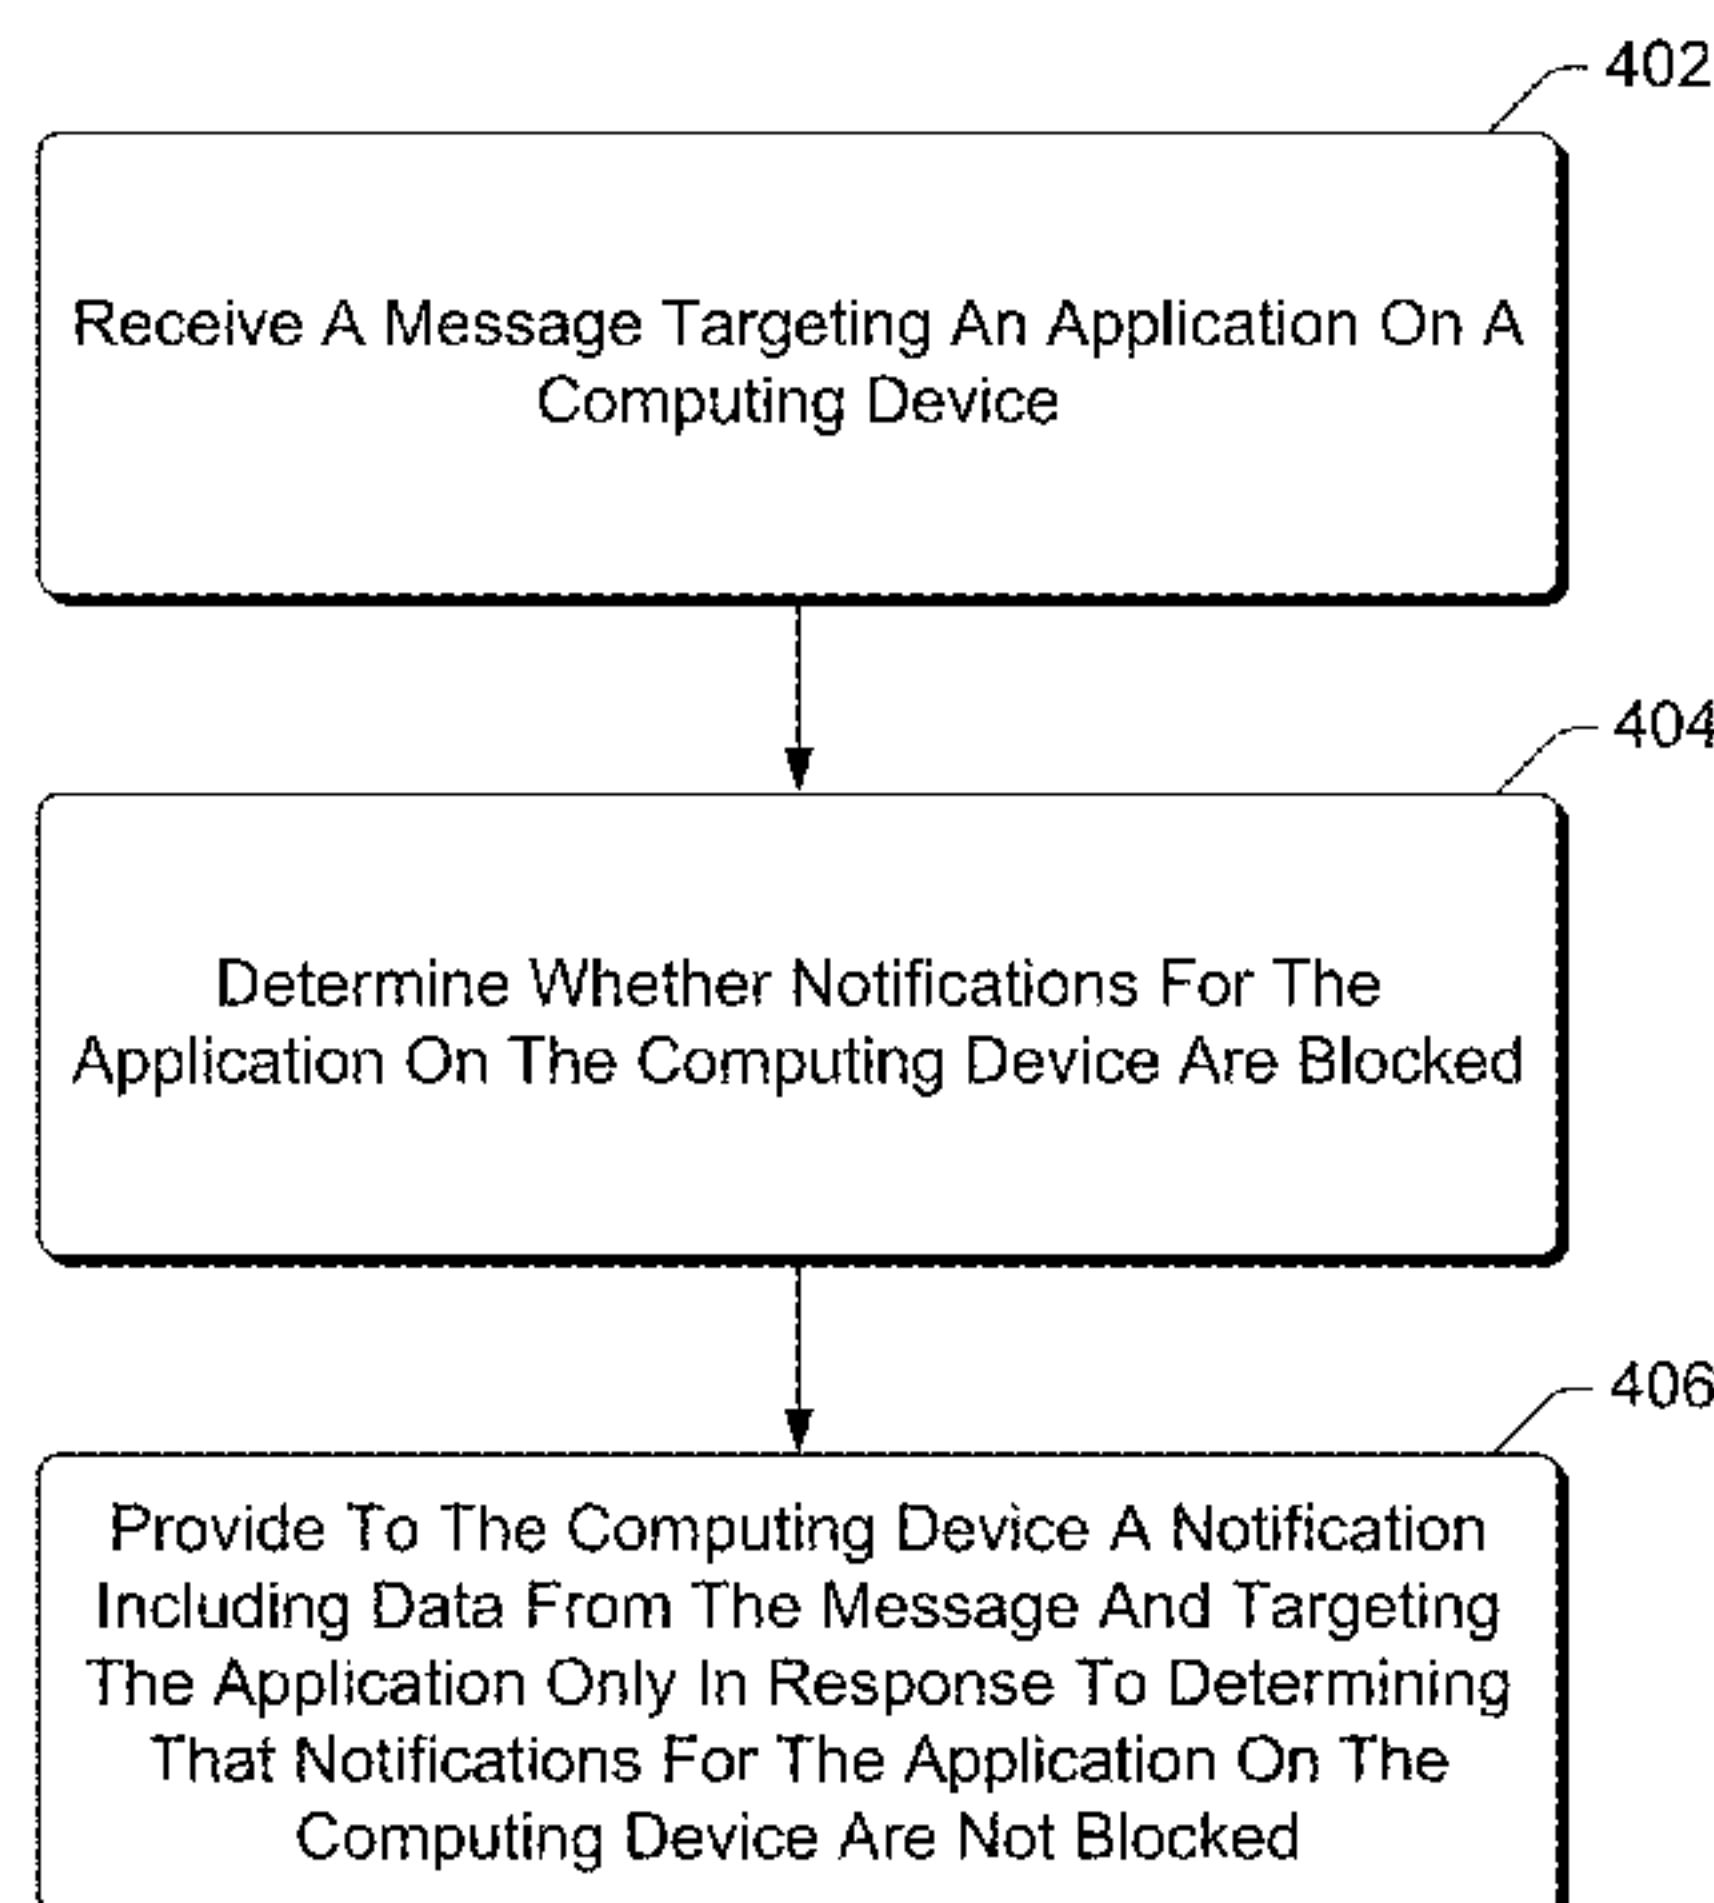 402
Receive A Message Targeting An Application On A
Computing Device
404
Determine Whether Notifications For The
Application On The Computing Device Are Blocked
406
Provide To The Computing Device A Notification
Including Data From The Message And Targeting
The Application Only In Response To Determining
That Notifications For The Application On The
Computing Device Are Not Blocked